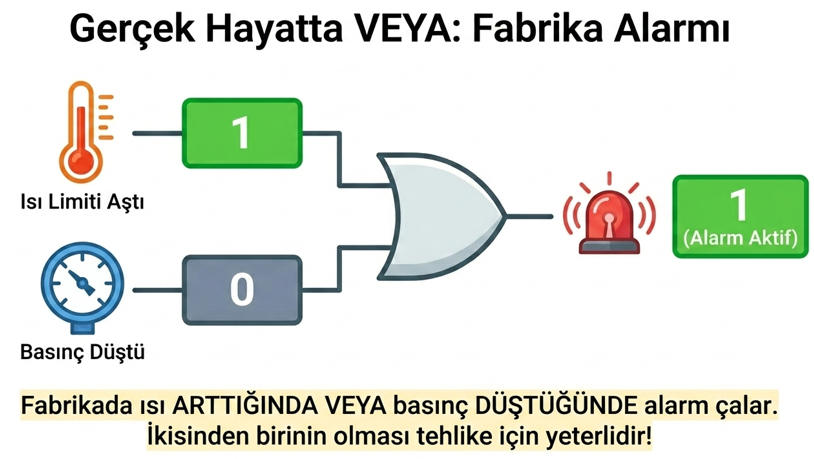 Gerçek Hayatta VEYA: Fabrika Alarmı
1
Isı Limiti Aştı
1
(Alarm Aktif)
0
Basınç Düştü
Fabrikada ısı ARTTIĞINDA VEYA basınç DÜŞTÜĞÜNDE alarm çalar.
İkisinden birinin olması tehlike için yeterlidir!